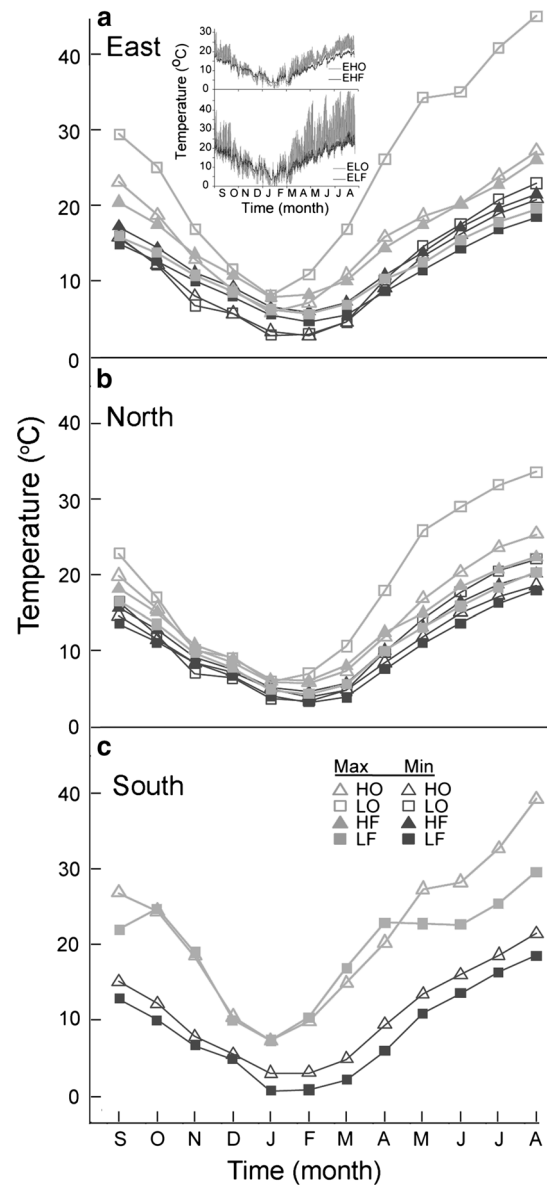 a
East
30
20
10
0
EHO
EHF
40
30
20
10
0
ELO
ELF
S O N D J F M A M J J A
Time (month)
Temperature (°C)
40
30
20
10
0
b
North
40
30
20
10
0
Temperature (°C)
c
South
Max Min
HO HO
LO LO
HF HF
LF LF
40
30
20
10
0
S O N D J F M A M J J A
Time (month)